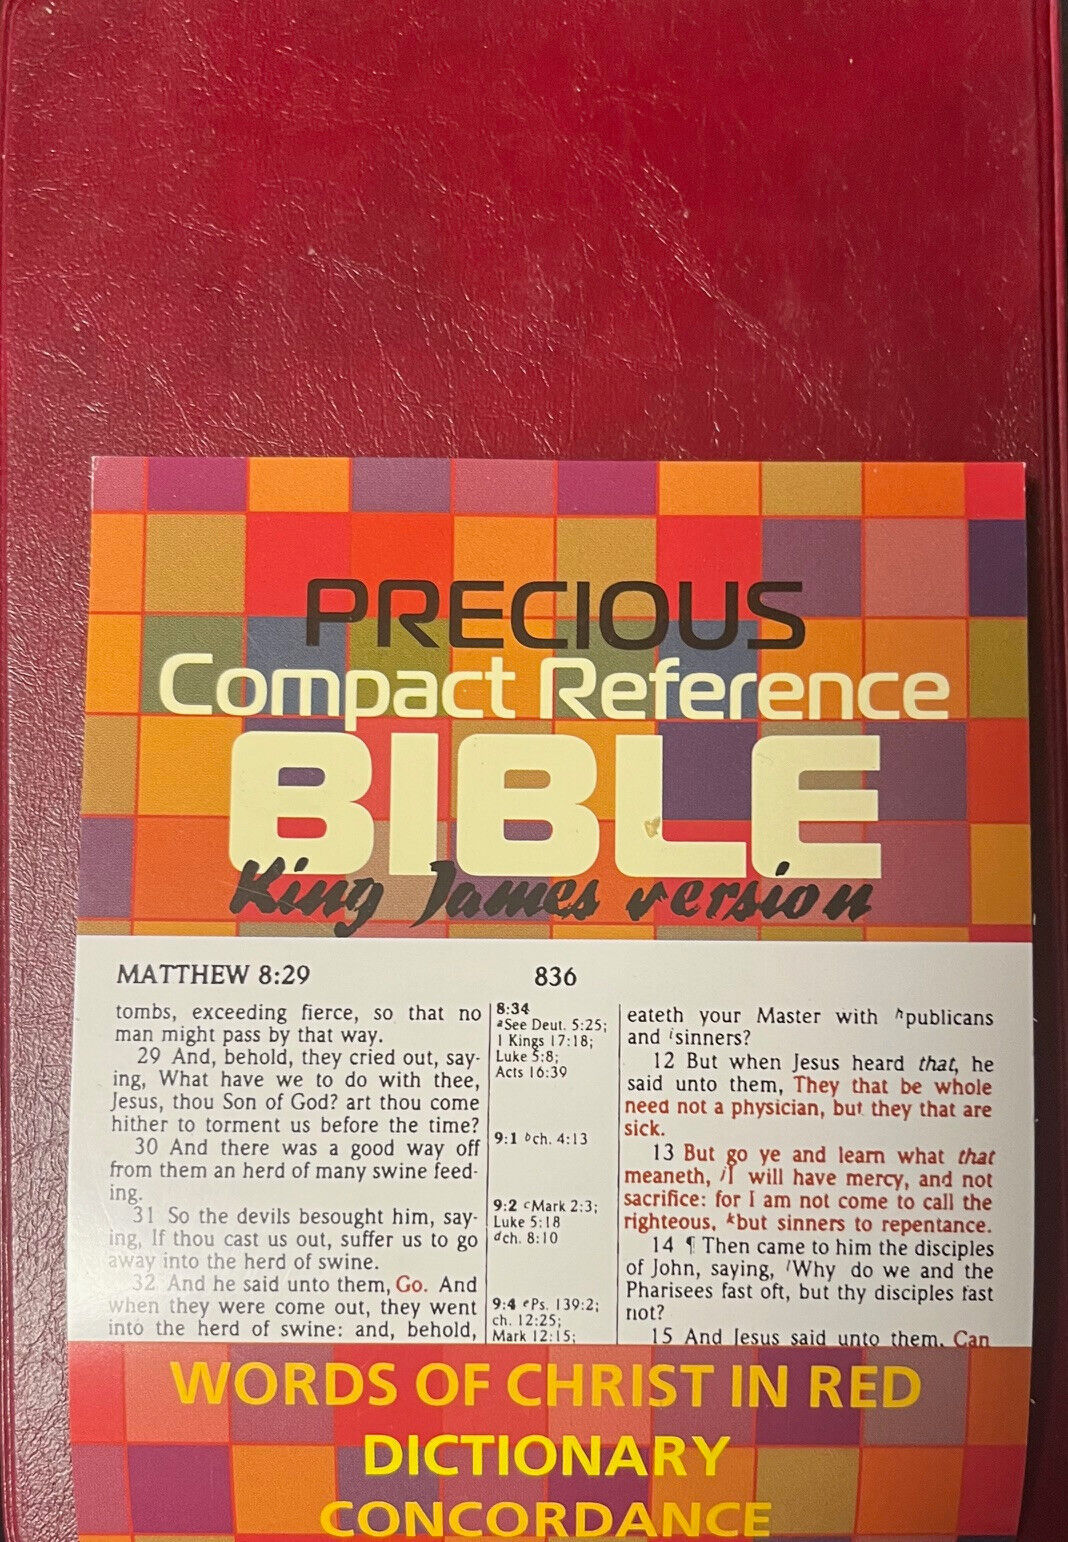 PRECIOUS
Compact Reference
BIBLE
King James version
MATTHEW 8:29
836
tombs, exceeding fierce, so that no
man might pass by that way.
29 And, behold, they cried out, say-
ing, What have we to do with thee,
Jesus, thou Son of God? art thou come
hither to torment us before the time?
30 And there was a good way off
from them an herd of many swine feed-
ing.
31 So the devils besought him, say-
ing, If thou cast us out, suffer us to go
away into the herd of swine.
32 And he said unto them, Go. And
when they were come out, they went
into the herd of swine: and, behold,
8:34
a See Deut. 5:25;
1 Kings 17:18;
Luke 5:8;
Acts 16:39
9:1 b ch. 4:13
9:2 c Mark 2:3;
Luke 5:18
d ch. 8:10
9:4 e Ps. 139:2;
ch. 12:25;
Mark 12:15;
eateth your Master with h publicans
and i sinners?
12 But when Jesus heard that, he
said unto them, They that be whole
need not a physician, but they that are
sick.
13 But go ye and learn what that
meaneth, j I will have mercy, and not
sacrifice: for I am not come to call the
righteous, k but sinners to repentance.
14 ¶ Then came to him the disciples
of John, saying, l Why do we and the
Pharisees fast oft, but thy disciples fast
not?
15 And Jesus said unto them, Can
WORDS OF CHRIST IN RED
DICTIONARY
CONCORDANCE